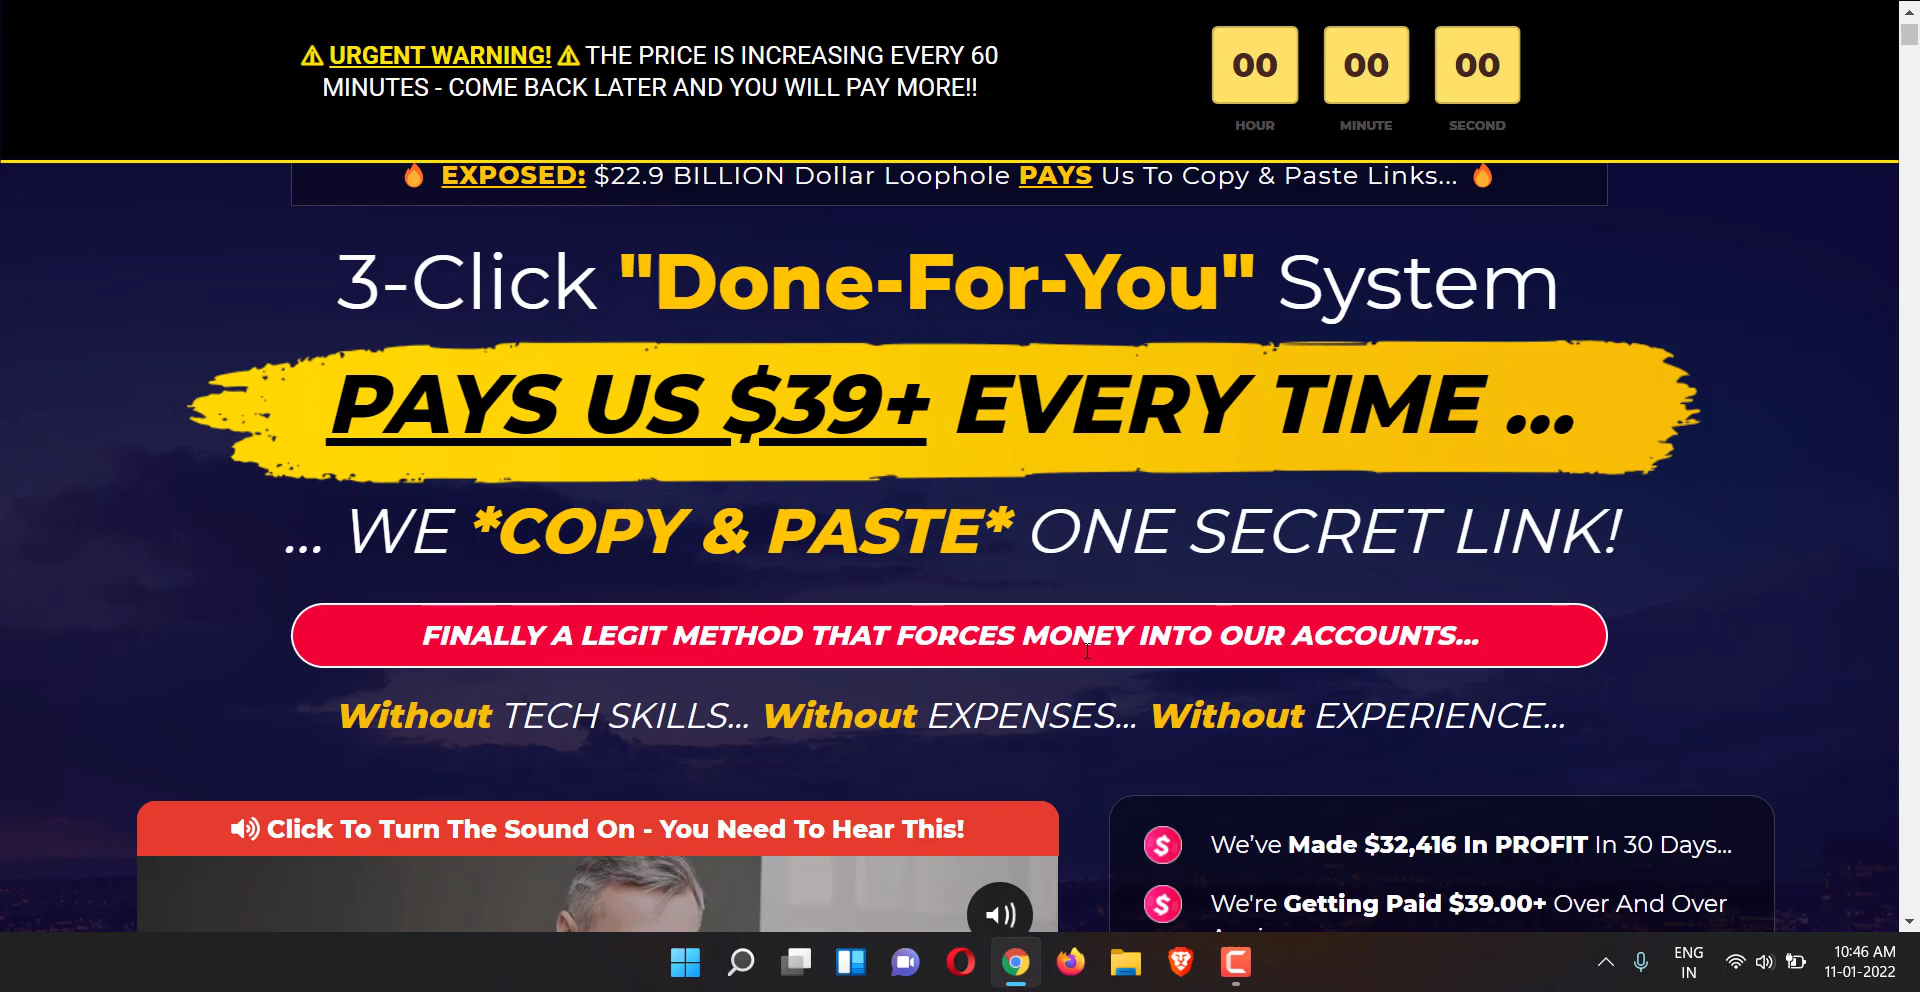 ⚠ URGENT WARNING! ⚠ THE PRICE IS INCREASING EVERY 60
MINUTES - COME BACK LATER AND YOU WILL PAY MORE!!
00 00 00
HOUR MINUTE SECOND
🔥 EXPOSED: $22.9 BILLION Dollar Loophole PAYS Us To Copy & Paste Links... 🔥
3-Click "Done-For-You" System
PAYS US $39+ EVERY TIME ...
... WE *COPY & PASTE* ONE SECRET LINK!
FINALLY A LEGIT METHOD THAT FORCES MONEY INTO OUR ACCOUNTS...
Without TECH SKILLS... Without EXPENSES... Without EXPERIENCE...
Click To Turn The Sound On - You Need To Hear This!
$ We've Made $32,416 In PROFIT In 30 Days...
$ We're Getting Paid $39.00+ Over And Over
ENG
IN
10:46 AM
11-01-2022